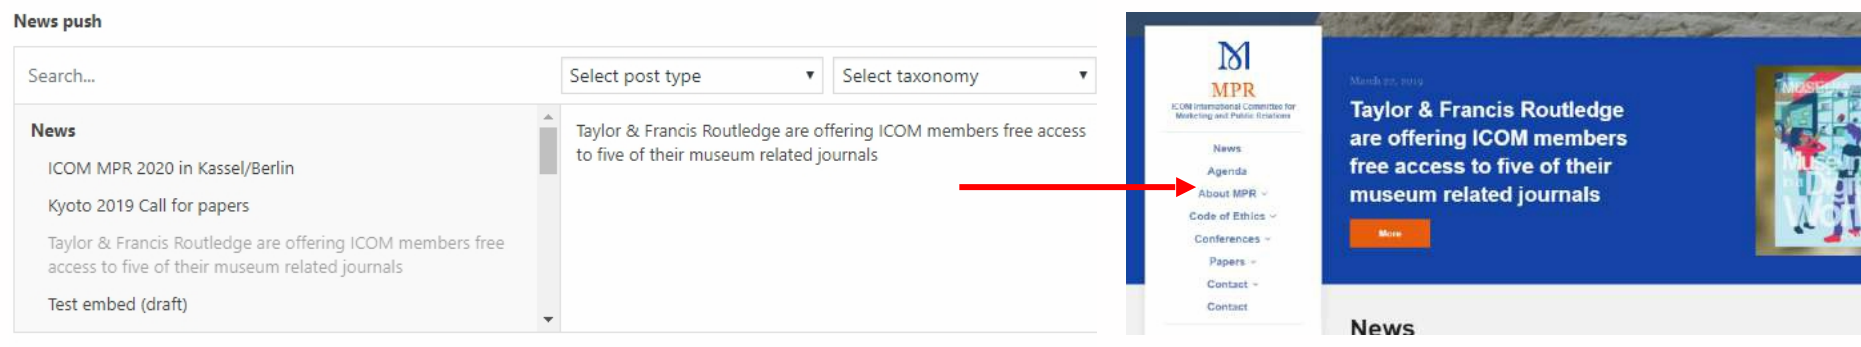 News push
Search...
Select post type
Select taxonomy
News
ICOM MPR 2020 in Kassel/Berlin
Kyoto 2019 Call for papers
Taylor & Francis Routledge are offering ICOM members free
access to five of their museum related journals
Test embed (draft)
Taylor & Francis Routledge are offering ICOM members free access
to five of their museum related journals
M
MPR
ICOM International Committee for
Marketing and Public Relations
News
Agenda
About MPR
Code of Ethics
Conferences
Papers
Contact
Contact
March 22, 2019
Taylor & Francis Routledge
are offering ICOM members
free access to five of their
museum related journals
More
News